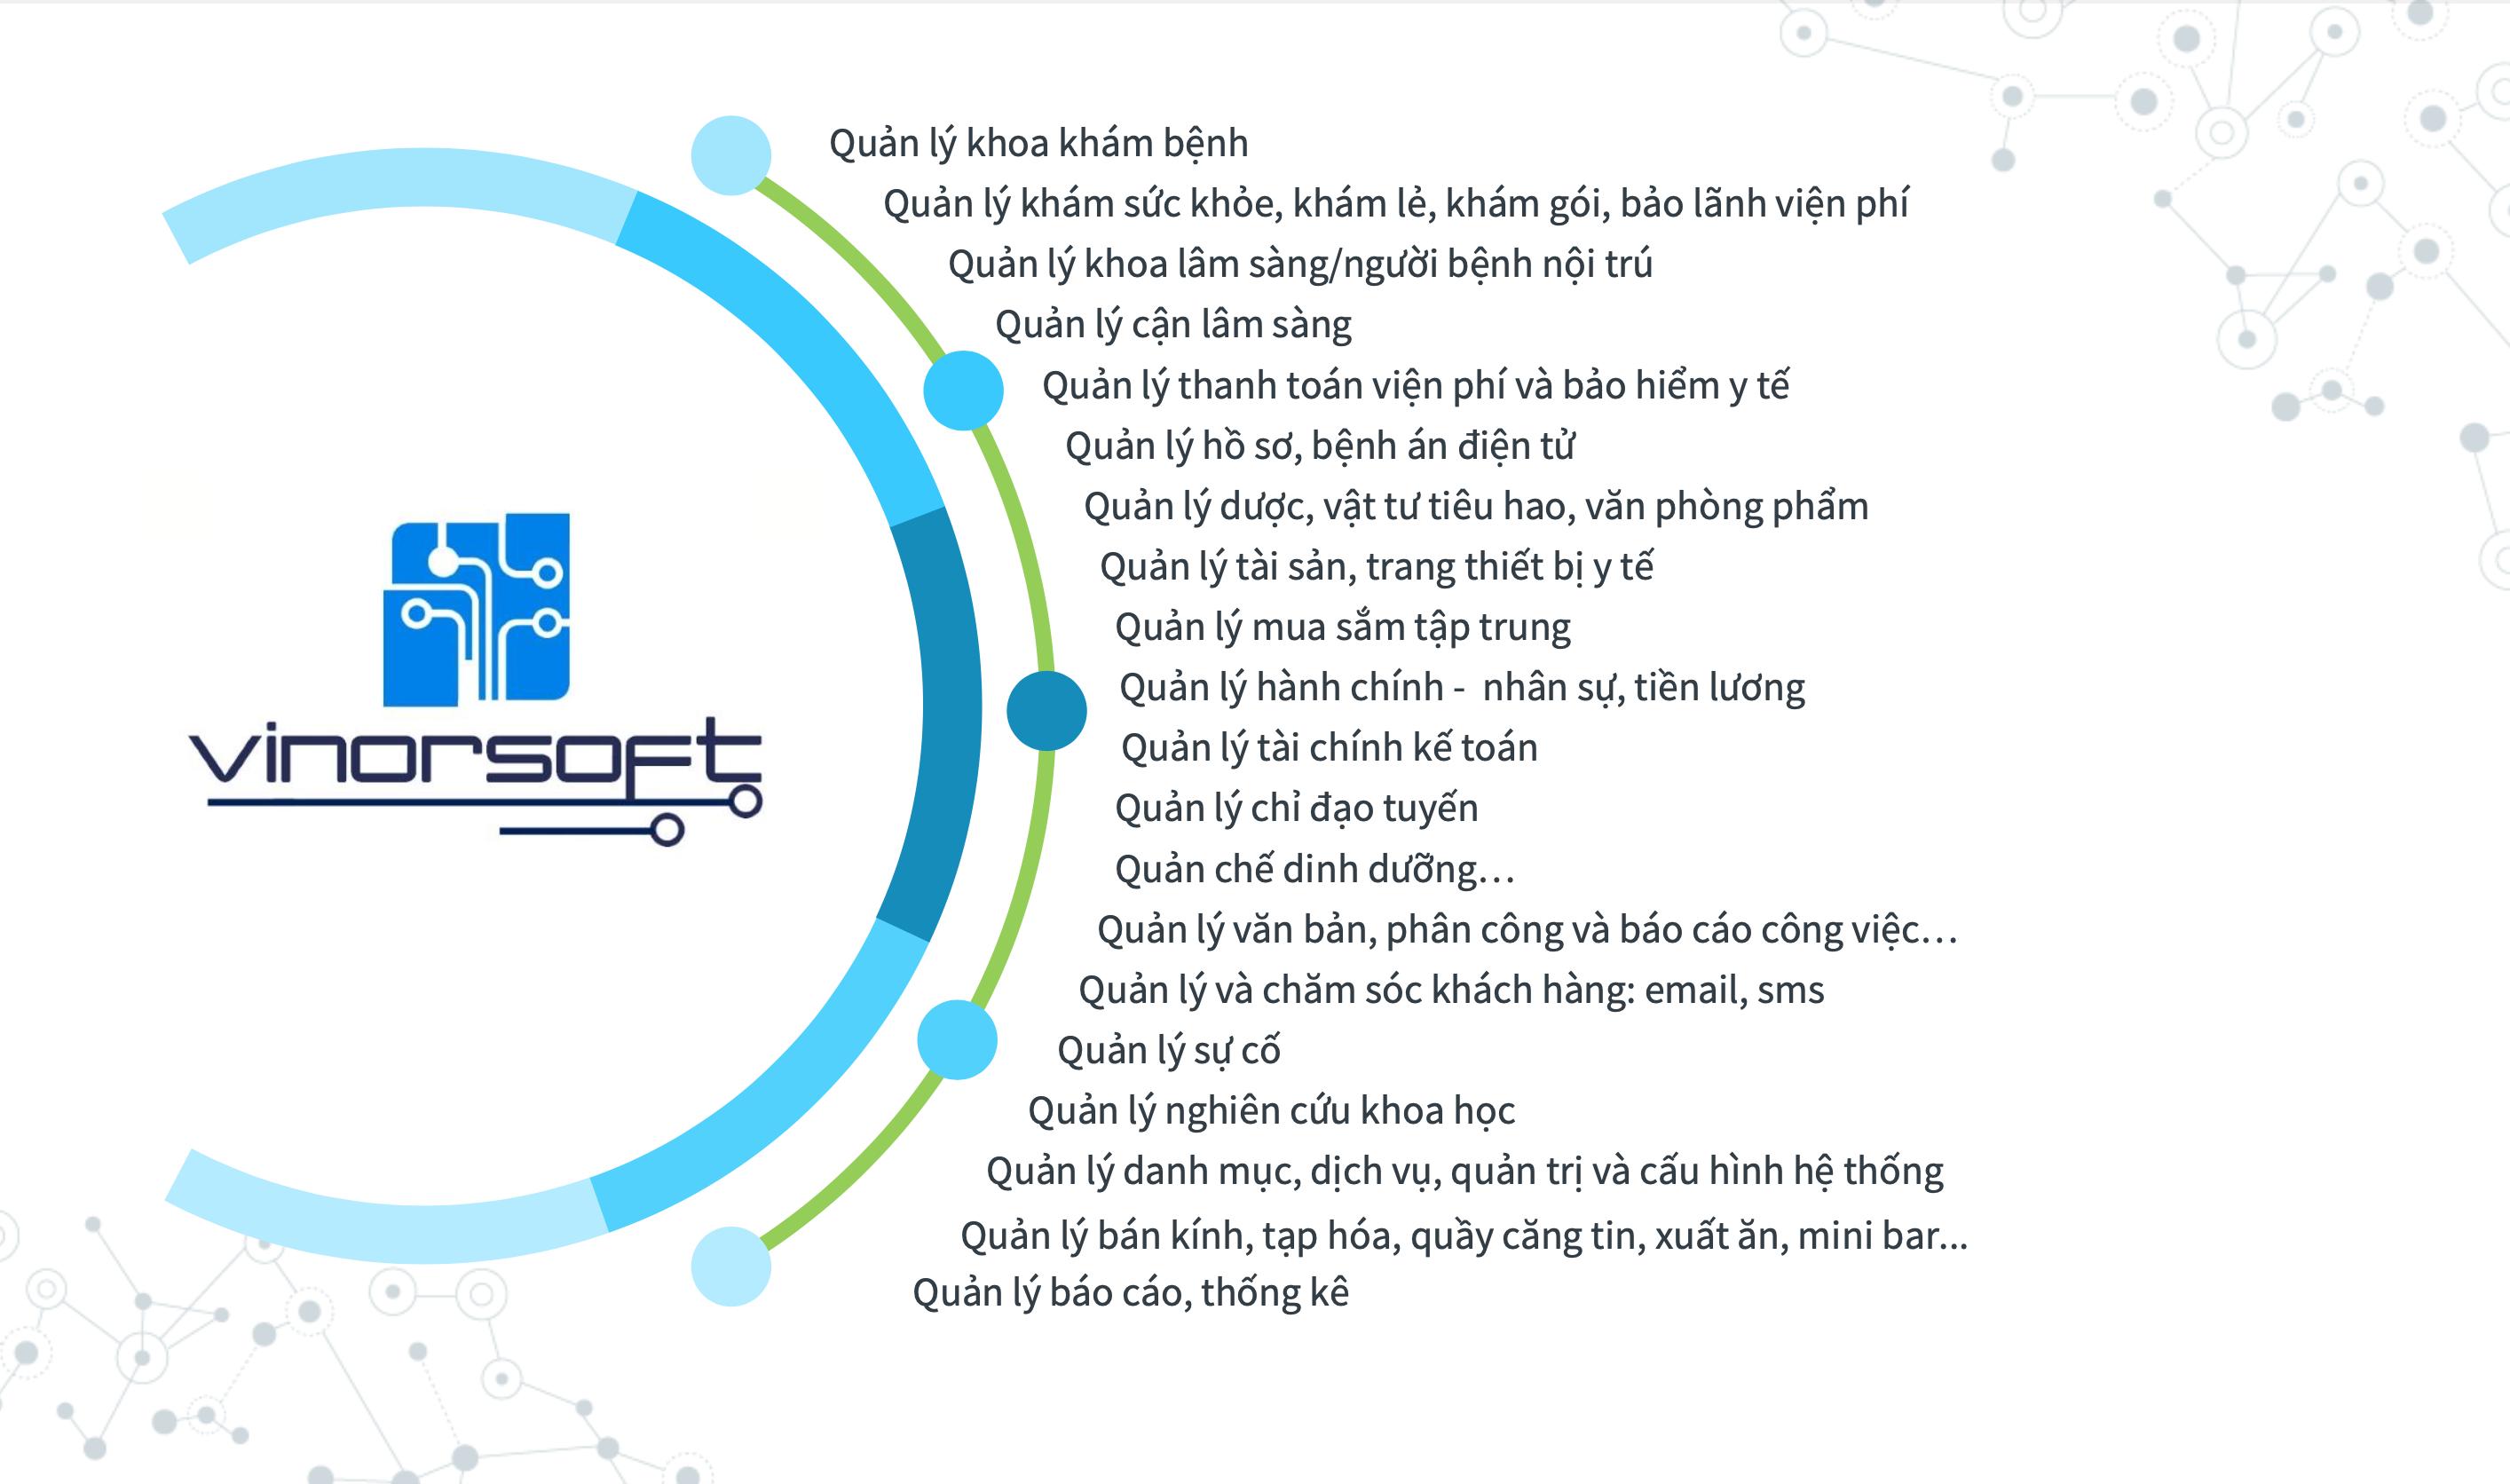 Quản lý khoa khám bệnh
Quản lý khám sức khỏe, khám lẻ, khám gói, bảo lãnh viện phí
Quản lý khoa lâm sàng/người bệnh nội trú
Quản lý cận lâm sàng
Quản lý thanh toán viện phí và bảo hiểm y tế
Quản lý hồ sơ, bệnh án điện tử
Quản lý dược, vật tư tiêu hao, văn phòng phẩm
Quản lý tài sản, trang thiết bị y tế
Quản lý mua sắm tập trung
Quản lý hành chính -  nhân sự, tiền lương
vinorsoft
Quản lý tài chính kế toán
Quản lý chỉ đạo tuyến
Quản chế dinh dưỡng…
Quản lý văn bản, phân công và báo cáo công việc…
Quản lý và chăm sóc khách hàng: email, sms
Quản lý sự cố
Quản lý nghiên cứu khoa học
Quản lý danh mục, dịch vụ, quản trị và cấu hình hệ thống
Quản lý bán kính, tạp hóa, quầy căng tin, xuất ăn, mini bar...
Quản lý báo cáo, thống kê